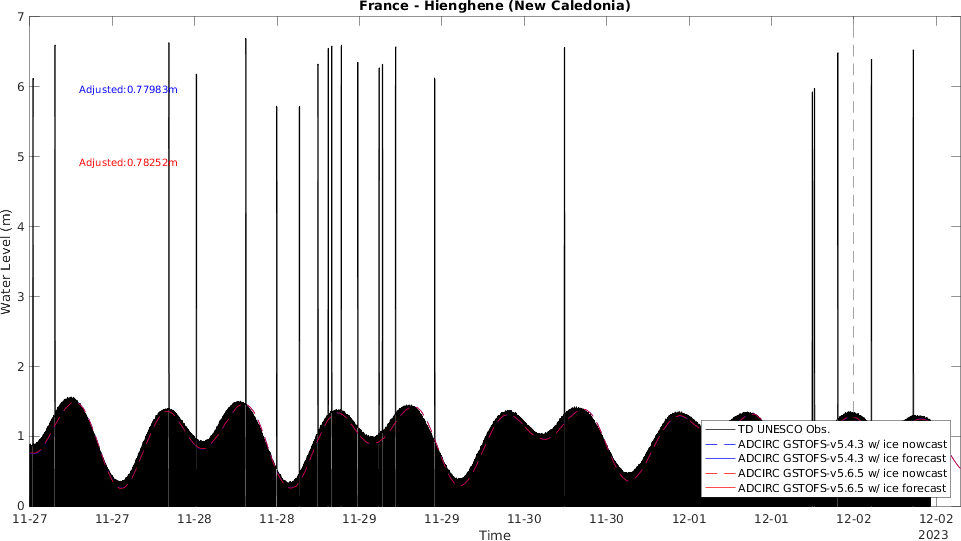 France - Hienghene (New Caledonia)
7
6
5
4
3
2
1
0
Water Level (m)
Adjusted:0.77983m
Adjusted:0.78252m
TD UNESCO Obs.
ADCIRC GSTOFS-v5.4.3 w/ ice nowcast
ADCIRC GSTOFS-v5.4.3 w/ ice forecast
ADCIRC GSTOFS-v5.6.5 w/ ice nowcast
ADCIRC GSTOFS-v5.6.5 w/ ice forecast
11-27 11-27 11-28 11-28 11-29 11-29 11-30 11-30 12-01 12-01 12-02 12-02
Time
2023